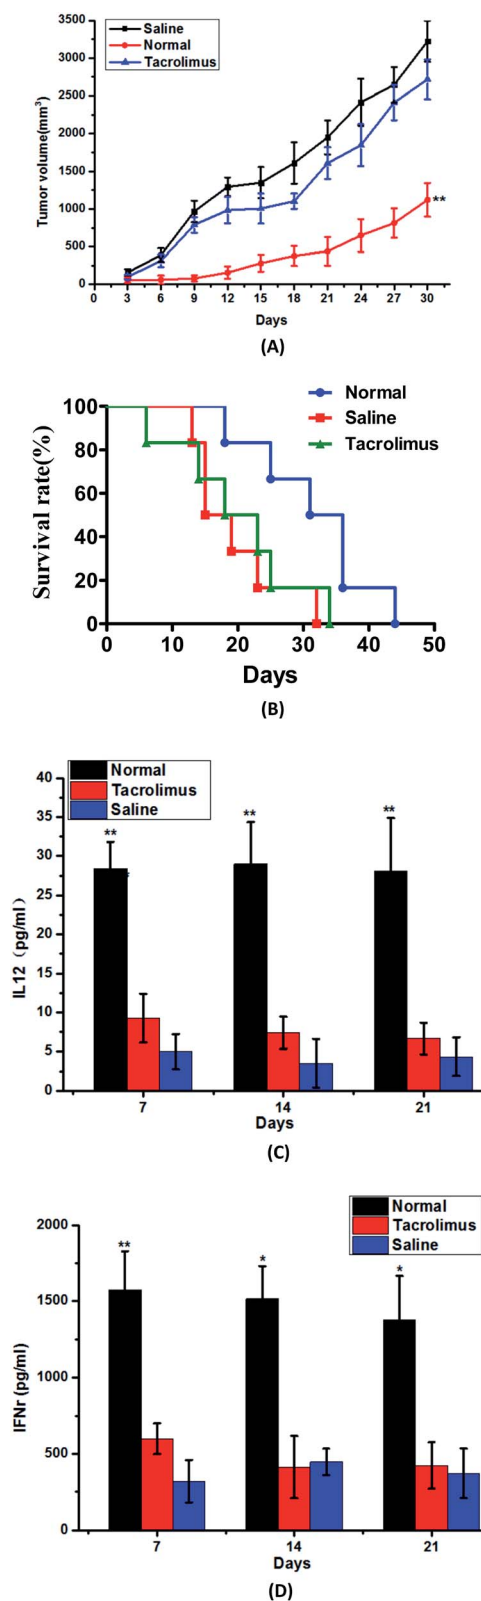 3500
3000
2500
2000
1500
1000
500
0
Tumor volume(mm³)
Saline
Normal
Tacrolimus
**
0 3 6 9 12 15 18 21 24 27 30
Days
(A)
Normal
Saline
Tacrolimus
100
80
60
40
20
0
Survival rate(%)
0 10 20 30 40 50
Days
(B)
Normal
Tacrolimus
Saline
40
35
30
25
20
15
10
5
0
IL12 (pg/ml)
** ** **
7 14 21
Days
(C)
Normal
Tacrolimus
Saline
2000
1500
1000
500
0
IFNr (pg/ml)
** * *
7 14 21
Days
(D)